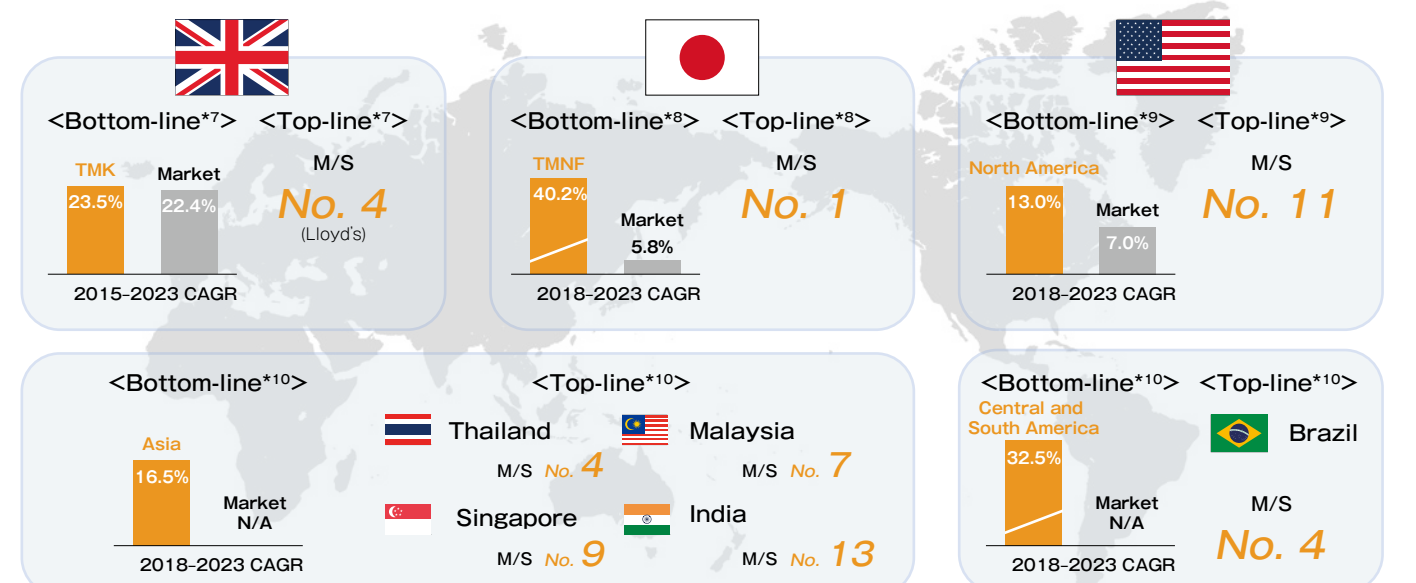 <Bottom-line*7> <Top-line*7>
TMK
Market
23.5%
22.4%
M/S
No. 4
(Lloyd's)
2015–2023 CAGR
<Bottom-line*8> <Top-line*8>
TMNF
40.2%
Market
5.8%
M/S
No. 1
2018–2023 CAGR
<Bottom-line*9> <Top-line*9>
North America
13.0%
Market
7.0%
M/S
No. 11
2018–2023 CAGR
<Bottom-line*10> <Top-line*10>
Asia
16.5%
Market
N/A
2018–2023 CAGR
Thailand
M/S No. 4
Malaysia
M/S No. 7
Singapore
M/S No. 9
India
M/S No. 13
<Bottom-line*10> <Top-line*10>
Central and
South America
32.5%
Market
N/A
2018–2023 CAGR
Brazil
M/S
No. 4